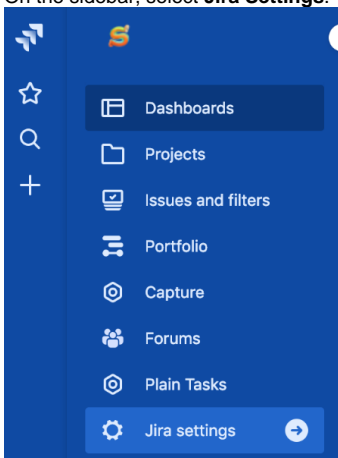 On the sidebar, select Jira Settings.
Dashboards
Projects
Issues and filters
Portfolio
Capture
Forums
Plain Tasks
Jira settings